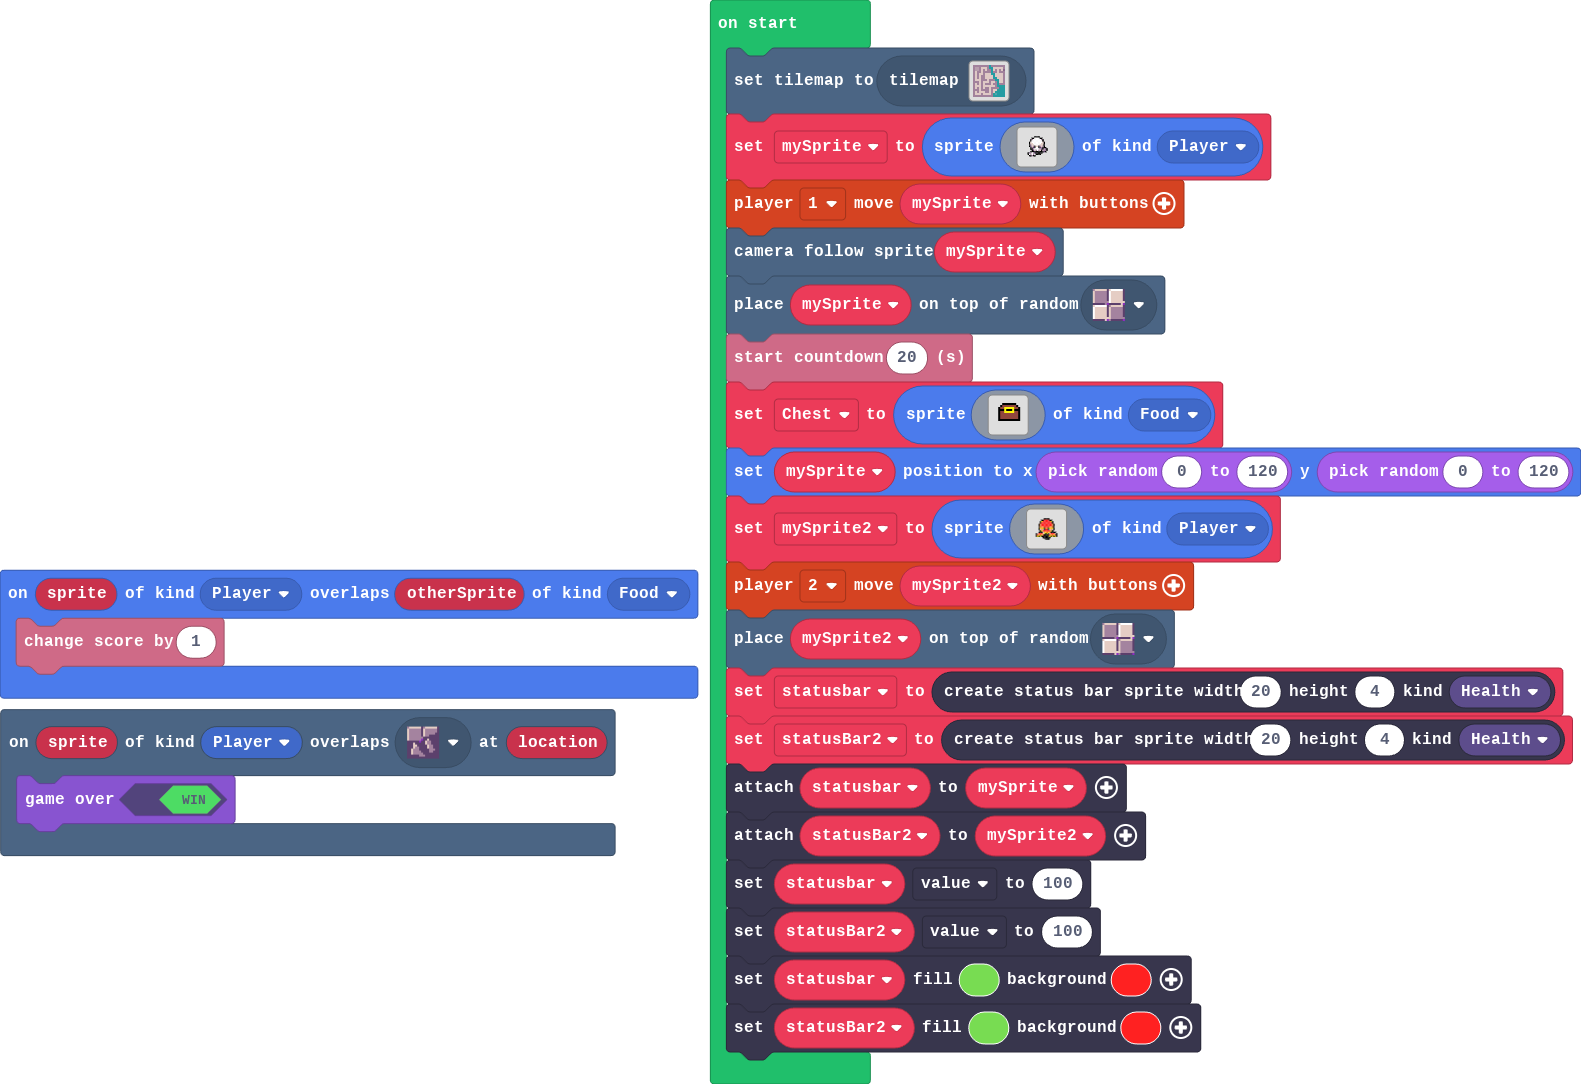 on start
set tilemap to tilemap
set mySprite to sprite of kind Player
player 1 move mySprite with buttons
camera follow sprite mySprite
place mySprite on top of random
start countdown 20 (s)
set Chest to sprite of kind Food
set mySprite position to x pick random 0 to 120 y pick random 0 to 120
set mySprite2 to sprite of kind Player
player 2 move mySprite2 with buttons
place mySprite2 on top of random
set statusbar to create status bar sprite width 20 height 4 kind Health
set statusBar2 to create status bar sprite width 20 height 4 kind Health
attach statusbar to mySprite
attach statusBar2 to mySprite2
set statusbar value to 100
set statusBar2 value to 100
set statusbar fill background
set statusBar2 fill background
on sprite of kind Player overlaps otherSprite of kind Food
change score by 1
on sprite of kind Player overlaps at location
game over WIN